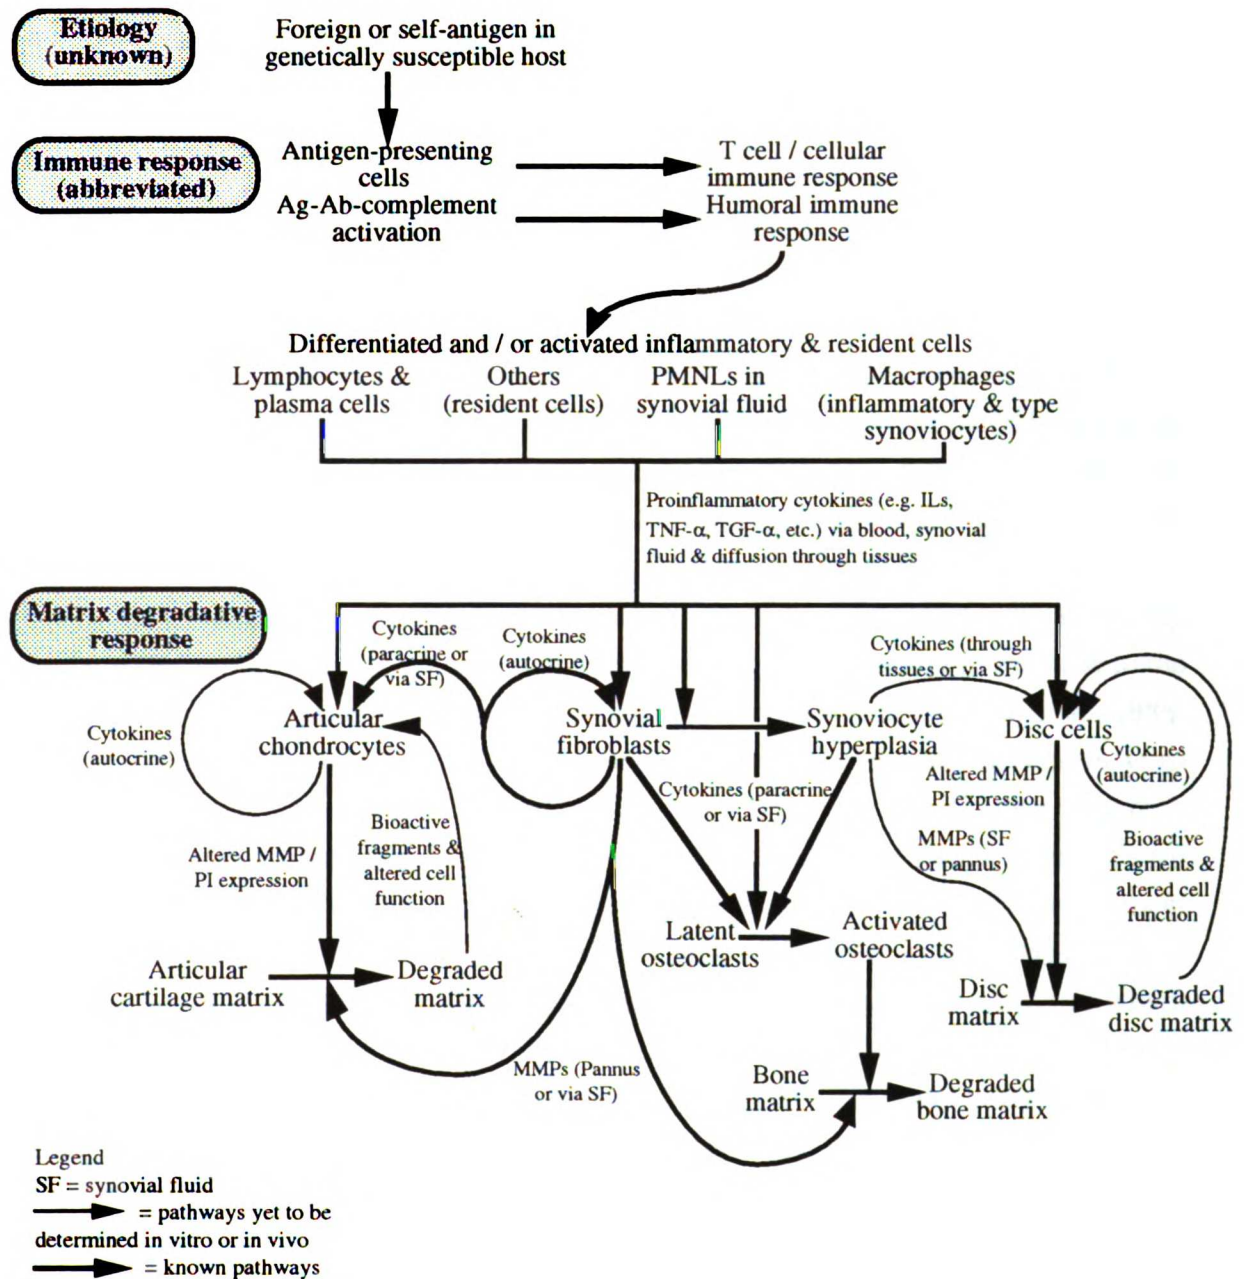 Etiology
(unknown)
Foreign or self-antigen in
genetically susceptible host
Immune response
(abbreviated)
Antigen-presenting
cells
Ag-Ab-complement
activation
T cell / cellular
immune response
Humoral immune
response
Differentiated and / or activated inflammatory & resident cells
Lymphocytes &
plasma cells
Others
(resident cells)
PMNLs in
synovial fluid
Macrophages
(inflammatory & type
synoviocytes)
Proinflammatory cytokines (e.g. ILs,
TNF-α, TGF-α, etc.) via blood, synovial
fluid & diffusion through tissues
Matrix degradative
response
Cytokines
(paracrine or
via SF)
Cytokines
(autocrine)
Cytokines (through
tissues or via SF)
Cytokines
(autocrine)
Articular
chondrocytes
Synovial
fibroblasts
Synoviocyte
hyperplasia
Disc cells
Cytokines
(autocrine)
Altered MMP /
PI expression
Bioactive
fragments &
altered cell
function
Cytokines (paracrine
or via SF)
Altered MMP /
PI expression
MMPs (SF
or pannus)
Bioactive
fragments &
altered cell
function
Latent
osteoclasts
Activated
osteoclasts
Articular
cartilage matrix
Degraded
matrix
Disc
matrix
Degraded
disc matrix
MMPs (Pannus
or via SF)
Bone
matrix
Degraded
bone matrix
Legend
SF = synovial fluid
= pathways yet to be
determined in vitro or in vivo
= known pathways